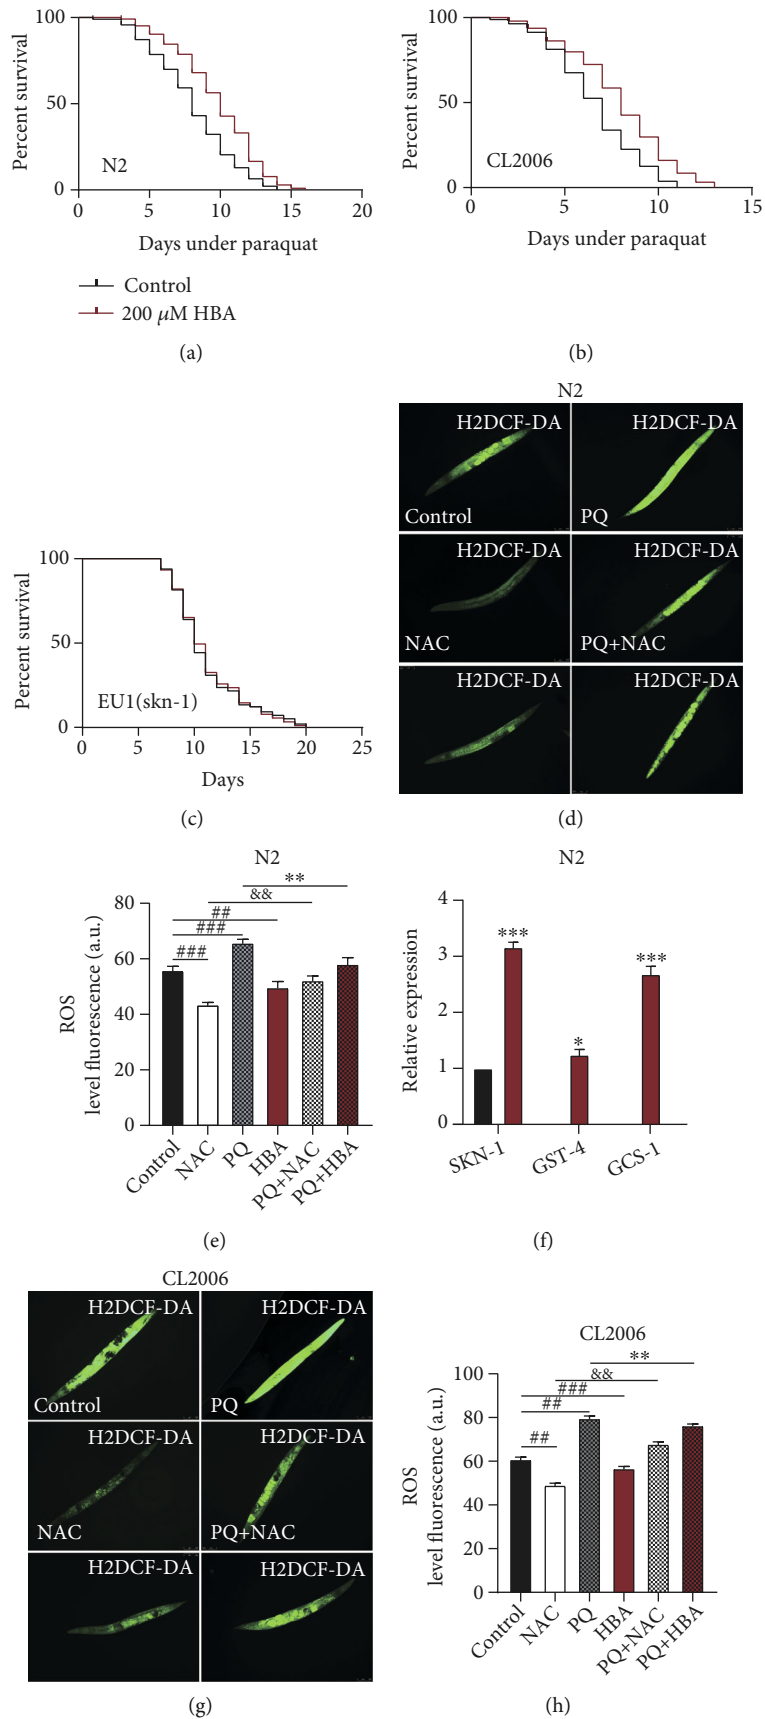 100
50
0
Percent survival
N2
0
5
10
15
20
Days under paraquat
Control
200 μM HBA
(a)
100
50
0
Percent survival
CL2006
0
5
10
15
Days under paraquat
(b)
100
50
0
Percent survival
EU1(skn-1)
0
5
10
15
20
25
Days
(c)
N2
H2DCF-DA
Control
H2DCF-DA
PQ
H2DCF-DA
NAC
H2DCF-DA
PQ+NAC
H2DCF-DA
H2DCF-DA
(d)
N2
80
60
40
20
0
ROS
level fluorescence (a.u.)
**
&&
##
###
###
Control
NAC
PQ
HBA
PQ+NAC
PQ+HBA
(e)
N2
4
3
2
1
0
Relative expression
***
*
***
SKN-1
GST-4
GCS-1
(f)
CL2006
H2DCF-DA
Control
H2DCF-DA
PQ
H2DCF-DA
NAC
H2DCF-DA
PQ+NAC
H2DCF-DA
H2DCF-DA
(g)
CL2006
100
80
60
40
20
0
ROS
level fluorescence (a.u.)
**
&&
###
##
##
Control
NAC
PQ
HBA
PQ+NAC
PQ+HBA
(h)